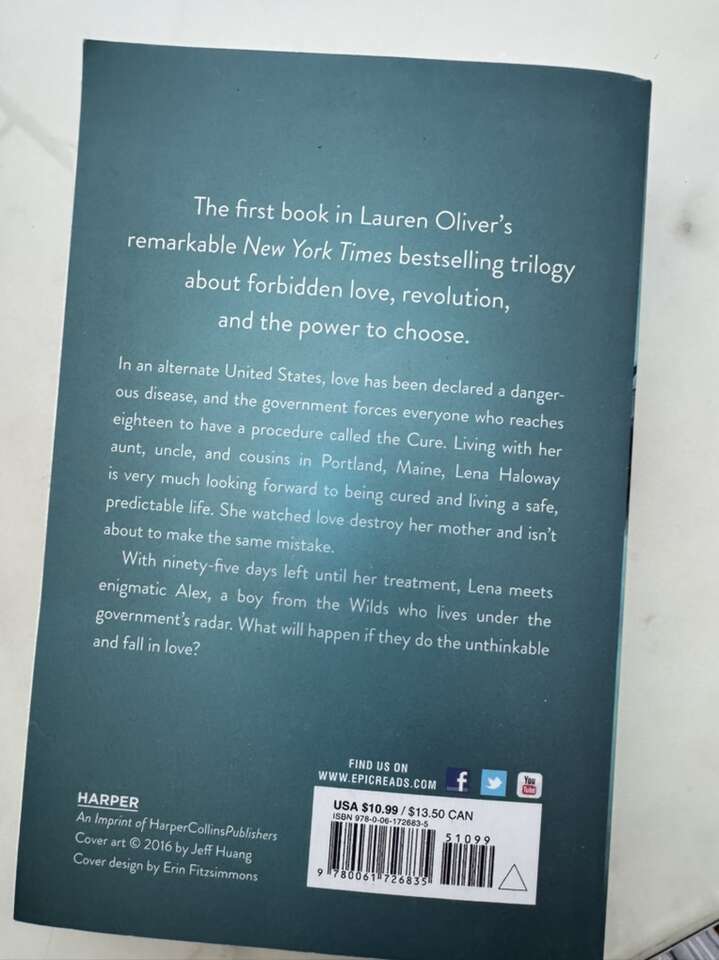 The first book in Lauren Oliver's
remarkable New York Times bestselling trilogy
about forbidden love, revolution,
and the power to choose.
In an alternate United States, love has been declared a danger-
ous disease, and the government forces everyone who reaches
eighteen to have a procedure called the Cure. Living with her
aunt, uncle, and cousins in Portland, Maine, Lena Haloway
is very much looking forward to being cured and living a safe,
predictable life. She watched love destroy her mother and isn't
about to make the same mistake.
With ninety-five days left until her treatment, Lena meets
enigmatic Alex, a boy from the Wilds who lives under the
government's radar. What will happen if they do the unthinkable
and fall in love?
FIND US ON
WWW.EPICREADS.COM
f
You
Tube
HARPER
An Imprint of HarperCollinsPublishers
Cover art © 2016 by Jeff Huang
Cover design by Erin Fitzsimmons
USA $10.99 / $13.50 CAN
ISBN 978-0-06-172683-5
51099
9 780061 726835